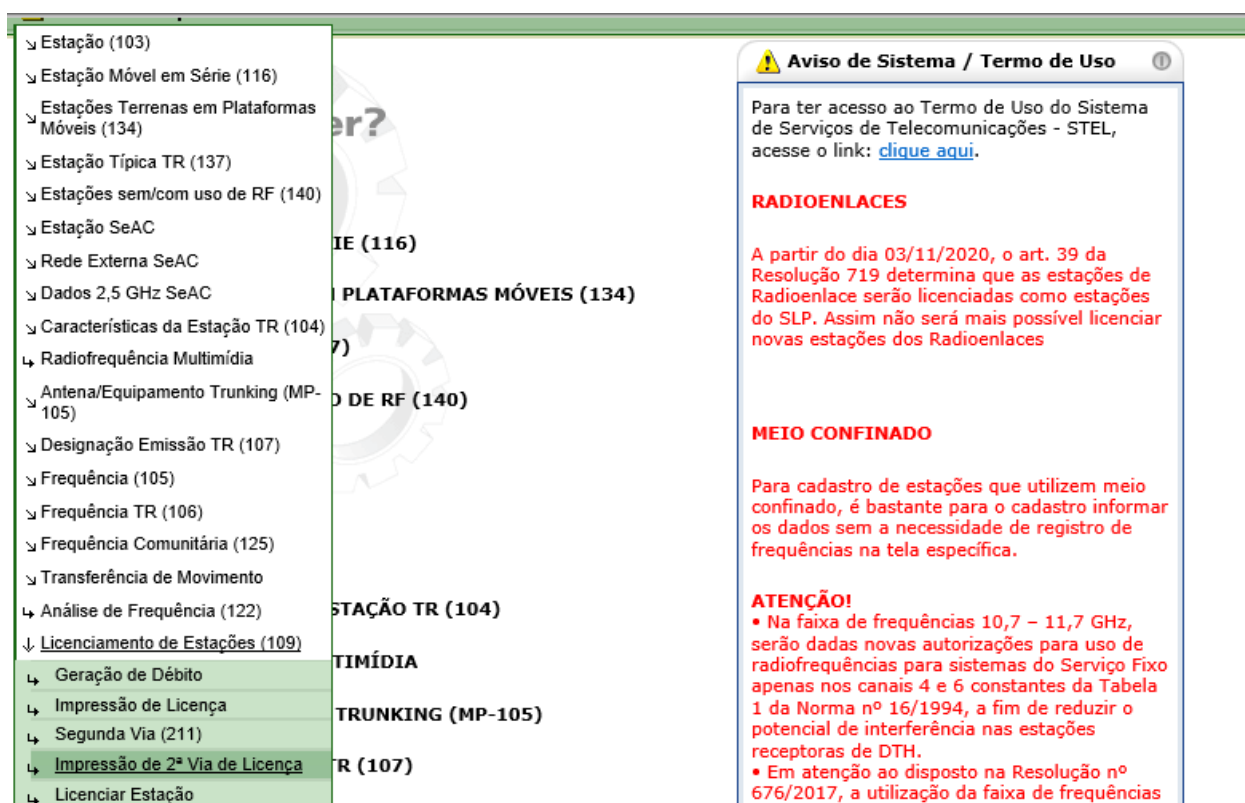 Estação (103)
Estação Móvel em Série (116)
Estações Terrenas em Plataformas
Móveis (134)
Estação Típica TR (137)
Estações sem/com uso de RF (140)
Estação SeAC
Rede Externa SeAC
Dados 2,5 GHz SeAC
Características da Estação TR (104)
Radiofrequência Multimídia
Antena/Equipamento Trunking (MP-
105)
Designação Emissão TR (107)
Frequência (105)
Frequência TR (106)
Frequência Comunitária (125)
Transferência de Movimento
Análise de Frequência (122)
Licenciamento de Estações (109)
Geração de Débito
Impressão de Licença
Segunda Via (211)
Impressão de 2ª Via de Licença
Licenciar Estação
er?
IE (116)
PLATAFORMAS MÓVEIS (134)
7)
O DE RF (140)
STAÇÃO TR (104)
TIMÍDIA
TRUNKING (MP-105)
R (107)
Aviso de Sistema / Termo de Uso
Para ter acesso ao Termo de Uso do Sistema
de Serviços de Telecomunicações - STEL,
acesse o link: clique aqui.
RADIOENLACES
A partir do dia 03/11/2020, o art. 39 da
Resolução 719 determina que as estações de
Radioenlace serão licenciadas como estações
do SLP. Assim não será mais possível licenciar
novas estações dos Radioenlaces
MEIO CONFINADO
Para cadastro de estações que utilizem meio
confinado, é bastante para o cadastro informar
os dados sem a necessidade de registro de
frequências na tela específica.
ATENÇÃO!
• Na faixa de frequências 10,7 – 11,7 GHz,
serão dadas novas autorizações para uso de
radiofrequências para sistemas do Serviço Fixo
apenas nos canais 4 e 6 constantes da Tabela
1 da Norma nº 16/1994, a fim de reduzir o
potencial de interferência nas estações
receptoras de DTH.
• Em atenção ao disposto na Resolução nº
676/2017, a utilização da faixa de frequências